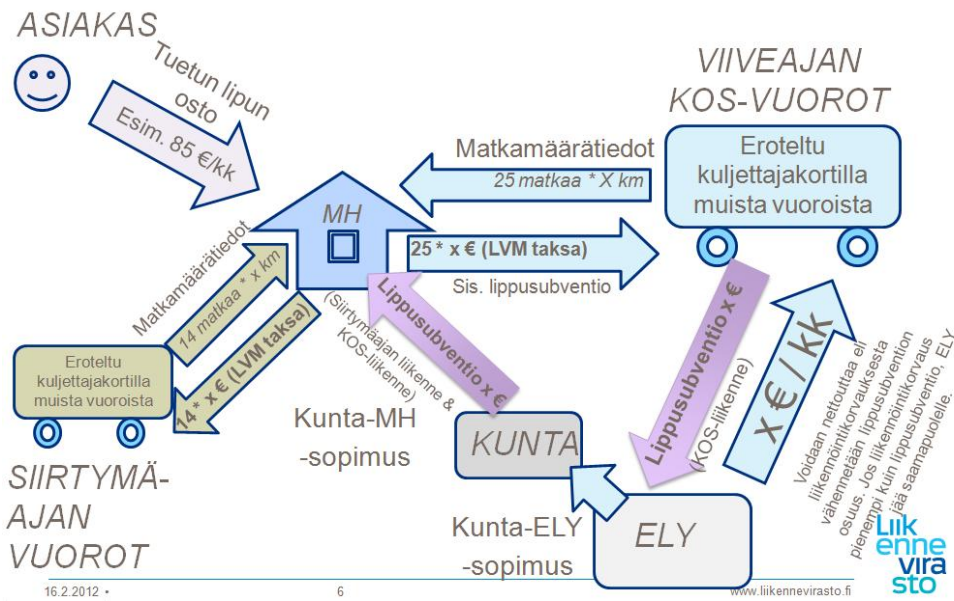 ASIAKAS
Tuetun lipun
osto
Esim. 85 €/kk
VIIVEAJAN
KOS-VUOROT
Eroteltu
kuljettajakortilla
muista vuoroista
Matkamäärätiedot
25 matkaa * X km
MH
25 * x € (LVM taksa)
Sis. lippusubventio
Matkamäärätiedot
14 matkaa * x km
14 * x € (LVM taksa)
Eroteltu
kuljettajakortilla
muista vuoroista
SIIRTYMÄ-
AJAN
VUOROT
Lippusubventio x €
(Siirtymäajan liikenne &
KOS-liikenne)
Kunta-MH
-sopimus
KUNTA
Kunta-ELY
-sopimus
ELY
Lippusubventio x €
(KOS-liikenne)
x € / kk
Voidaan nettouttaa eli
liikennöintikorvauksesta
vähennetään lippusubvention
osuus. Jos liikennöintikorvaus
pienempi kuin lippusubventio, ELY
jää saamapuolelle.
Liik
enne
vira
sto
16.2.2012 •
6
www.liikennevirasto.fi